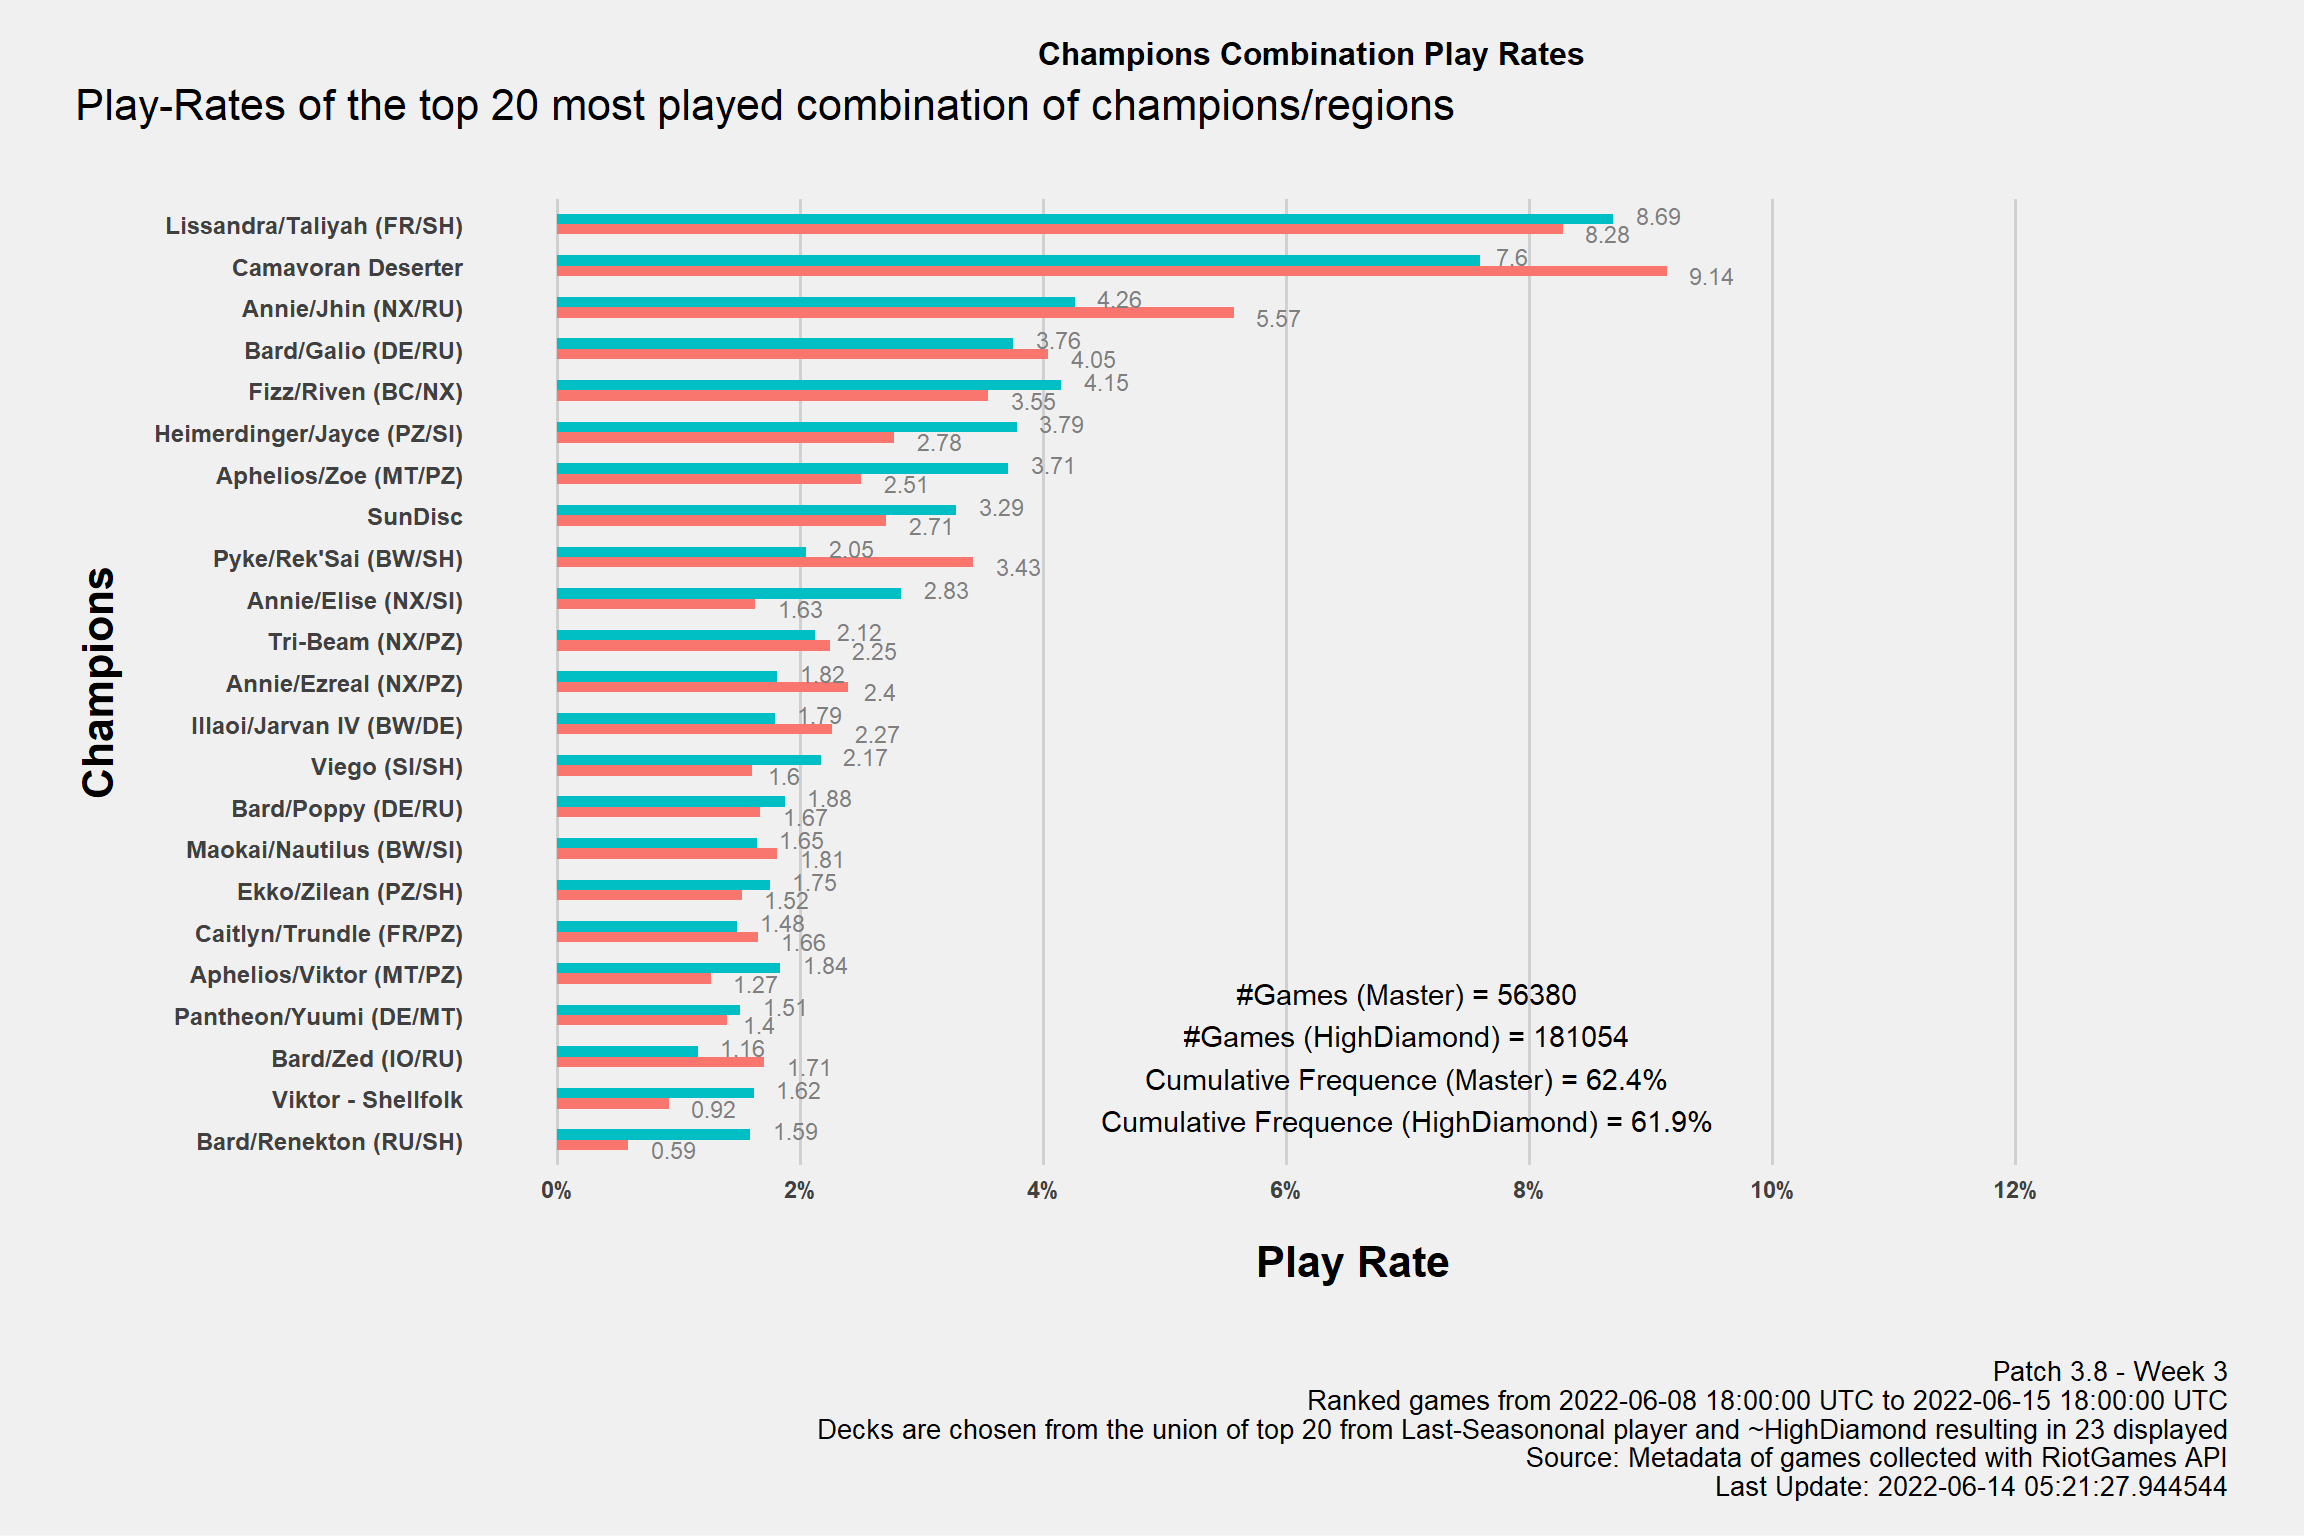 Champions Combination Play Rates
Play-Rates of the top 20 most played combination of champions/regions
Champions
Lissandra/Taliyah (FR/SH) 8.69 8.28
Camavoran Deserter 7.6 9.14
Annie/Jhin (NX/RU) 4.26 5.57
Bard/Galio (DE/RU) 3.76 4.05
Fizz/Riven (BC/NX) 4.15 3.55
Heimerdinger/Jayce (PZ/SI) 3.79 2.78
Aphelios/Zoe (MT/PZ) 3.71 2.51
SunDisc 3.29 2.71
Pyke/Rek'Sai (BW/SH) 2.05 3.43
Annie/Elise (NX/SI) 2.83 1.63
Tri-Beam (NX/PZ) 2.12 2.25
Annie/Ezreal (NX/PZ) 1.82 2.4
Illaoi/Jarvan IV (BW/DE) 1.79 2.27
Viego (SI/SH) 2.17 1.6
Bard/Poppy (DE/RU) 1.88 1.67
Maokai/Nautilus (BW/SI) 1.65 1.81
Ekko/Zilean (PZ/SH) 1.75 1.52
Caitlyn/Trundle (FR/PZ) 1.48 1.66
Aphelios/Viktor (MT/PZ) 1.84 1.27
Pantheon/Yuumi (DE/MT) 1.51 1.4
Bard/Zed (IO/RU) 1.16 1.71
Viktor - Shellfolk 1.62 0.92
Bard/Renekton (RU/SH) 1.59 0.59
#Games (Master) = 56380
#Games (HighDiamond) = 181054
Cumulative Frequence (Master) = 62.4%
Cumulative Frequence (HighDiamond) = 61.9%
0% 2% 4% 6% 8% 10% 12%
Play Rate
Patch 3.8 - Week 3
Ranked games from 2022-06-08 18:00:00 UTC to 2022-06-15 18:00:00 UTC
Decks are chosen from the union of top 20 from Last-Seasononal player and ~HighDiamond resulting in 23 displayed
Source: Metadata of games collected with RiotGames API
Last Update: 2022-06-14 05:21:27.944544